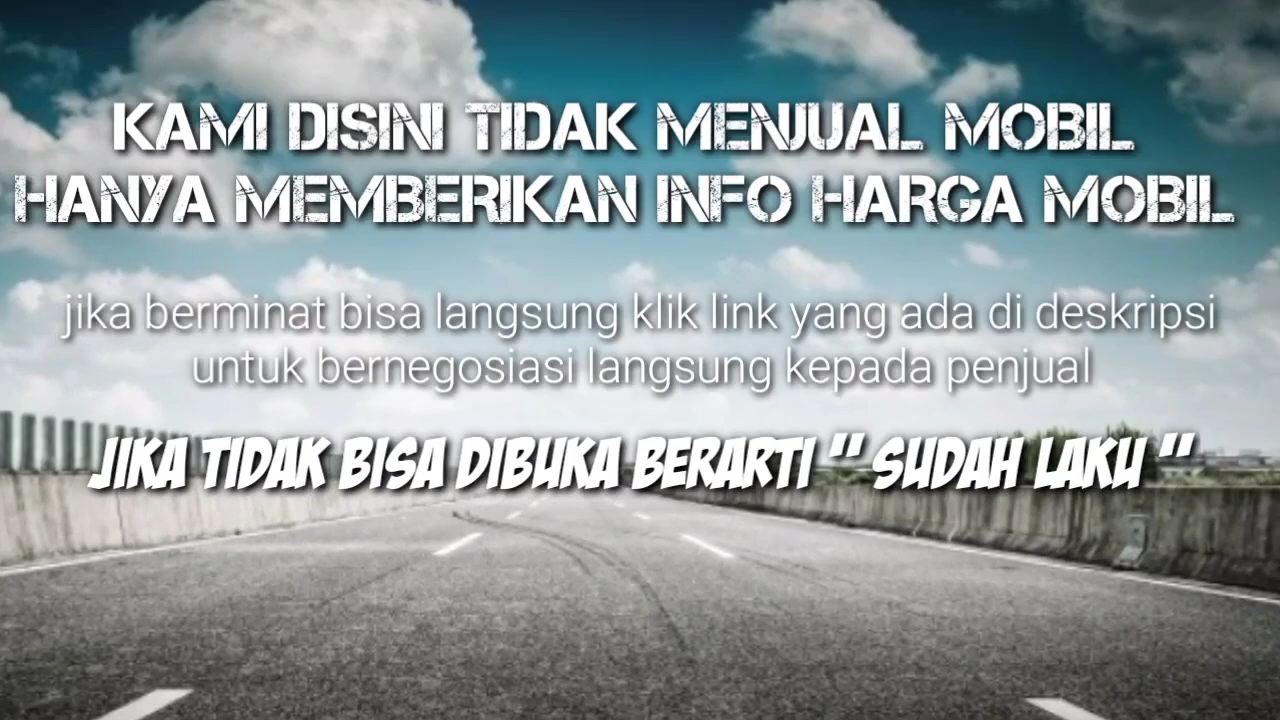 KAMI DISINI TIDAK MENJUAL MOBIL
HANYA MEMBERIKAN INFO HARGA MOBIL
jika berminat bisa langsung klik link yang ada di deskripsi
untuk bernegosiasi langsung kepada penjual
JIKA TIDAK BISA DIBUKA BERARTI " SUDAH LAKU "